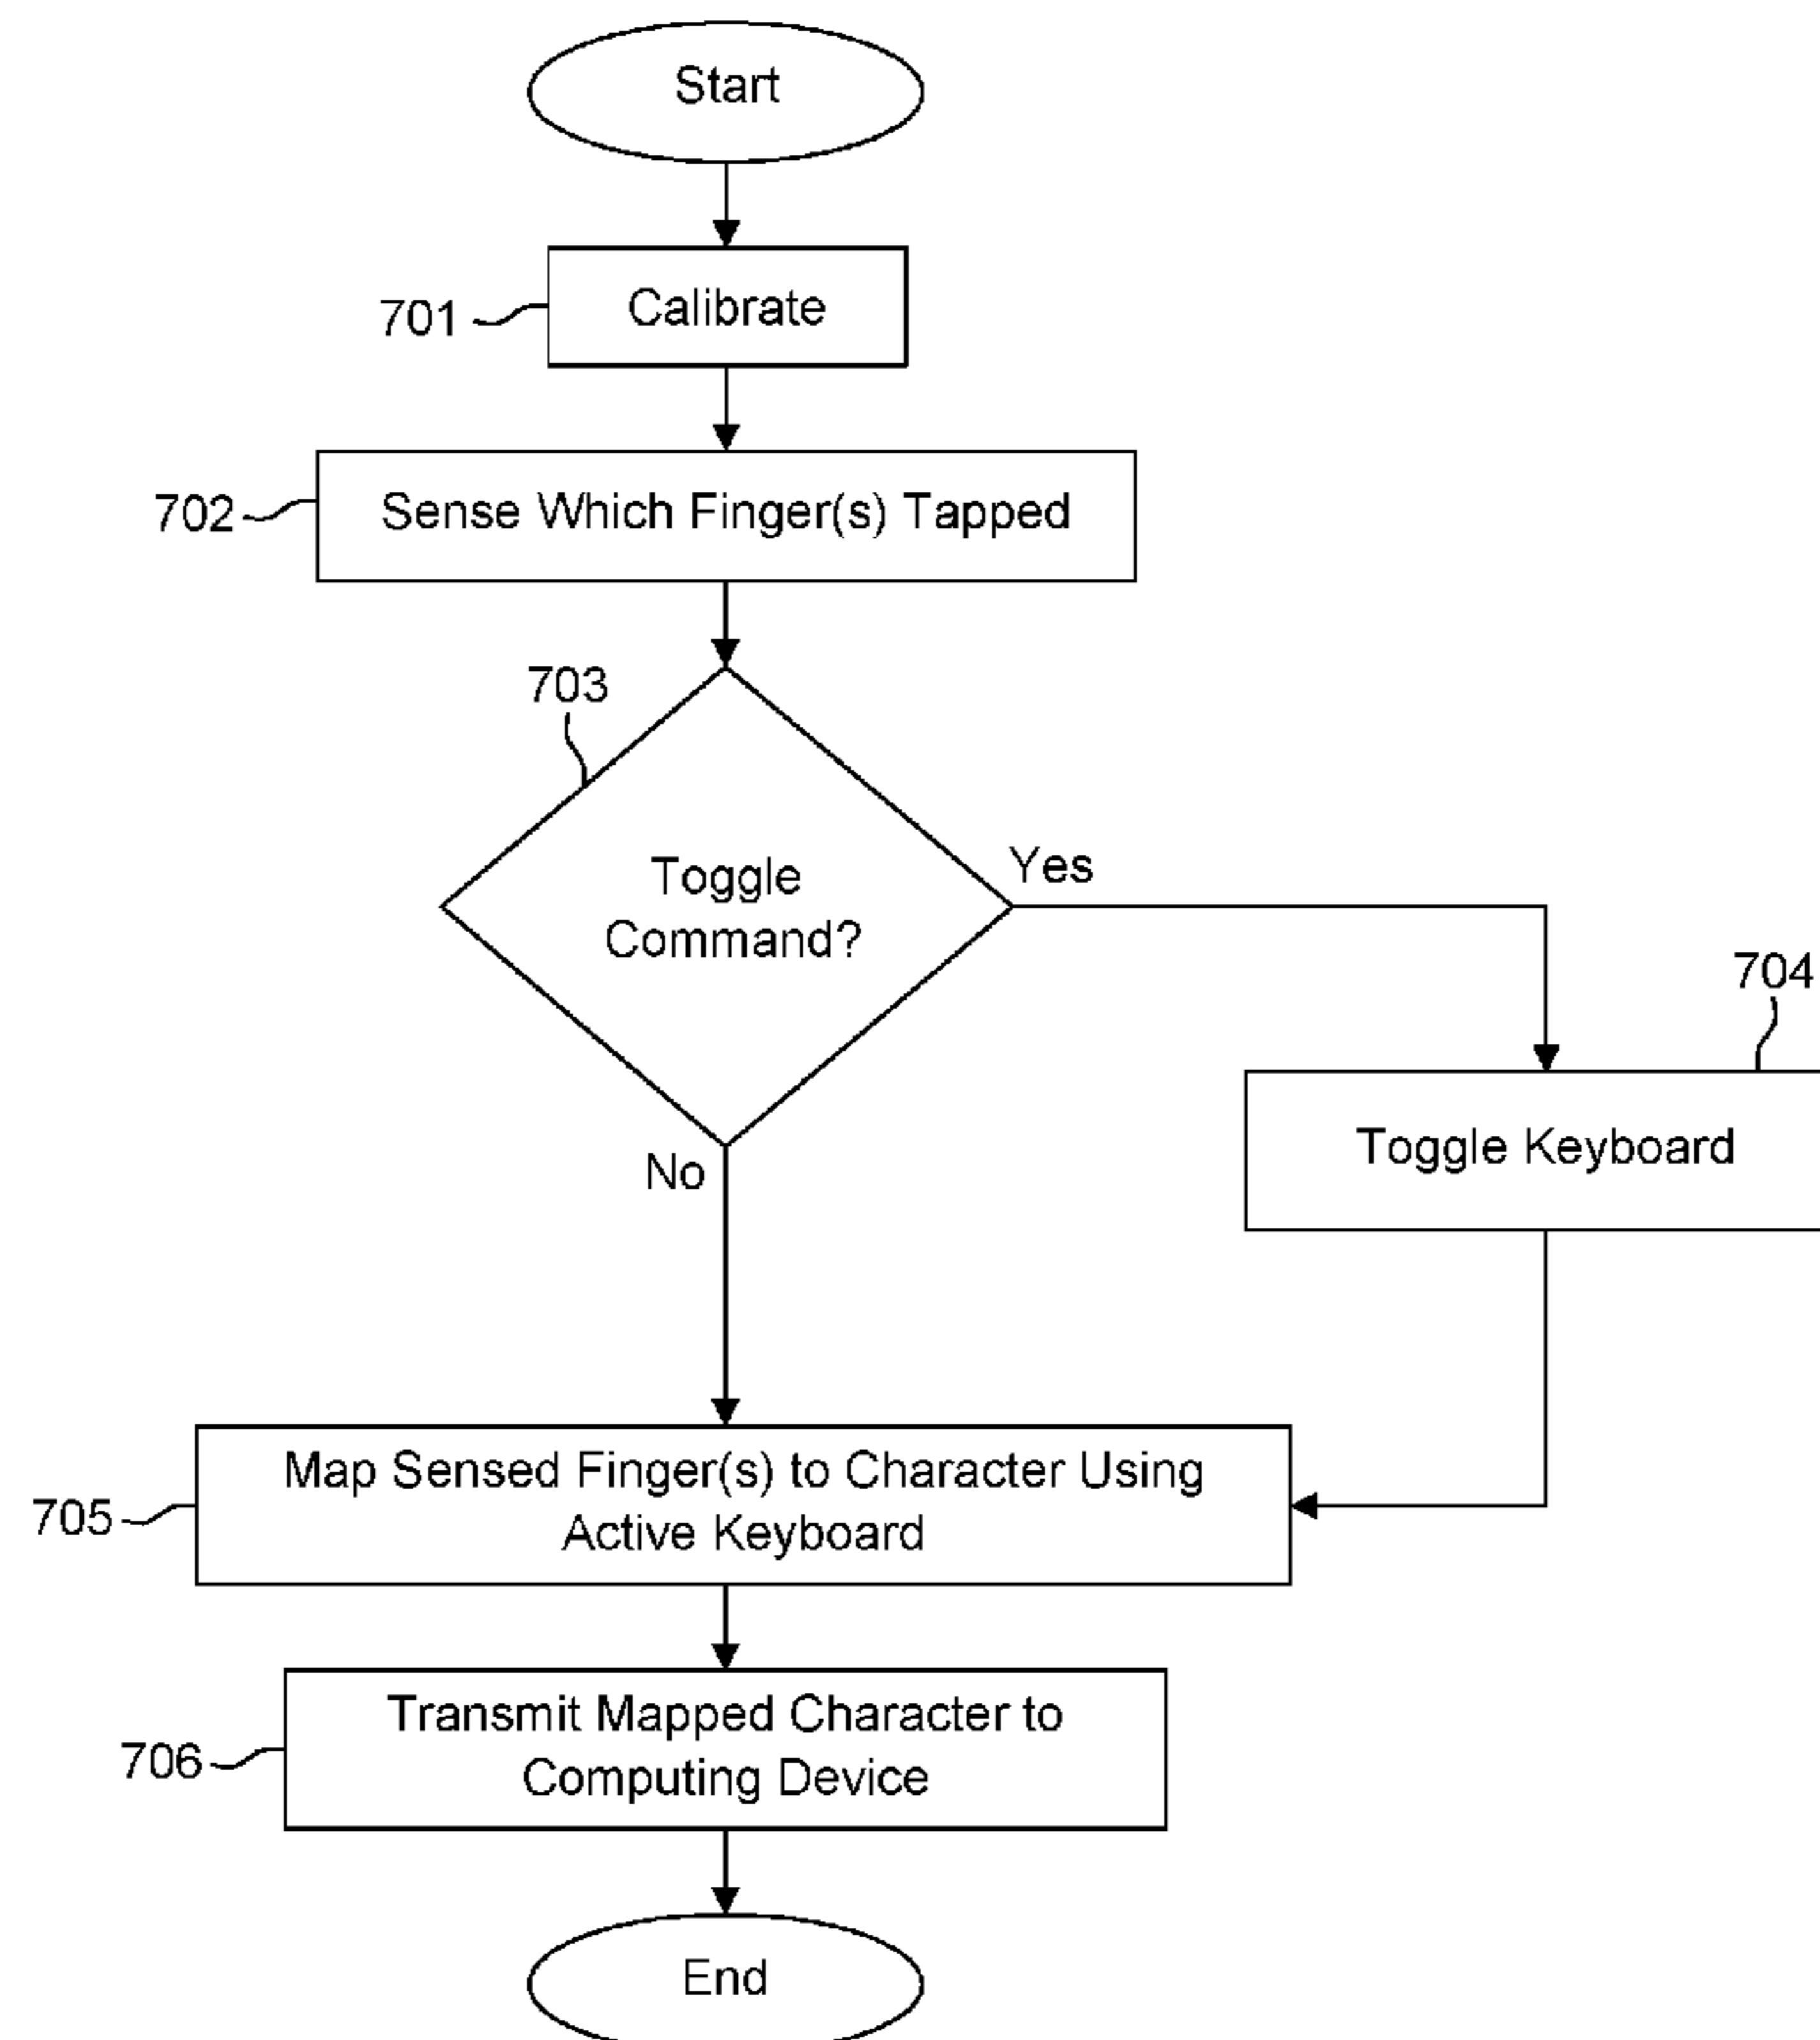 Start
701
Calibrate
702
Sense Which Finger(s) Tapped
703
Toggle
Command?
Yes
704
Toggle Keyboard
No
705
Map Sensed Finger(s) to Character Using
Active Keyboard
706
Transmit Mapped Character to
Computing Device
End